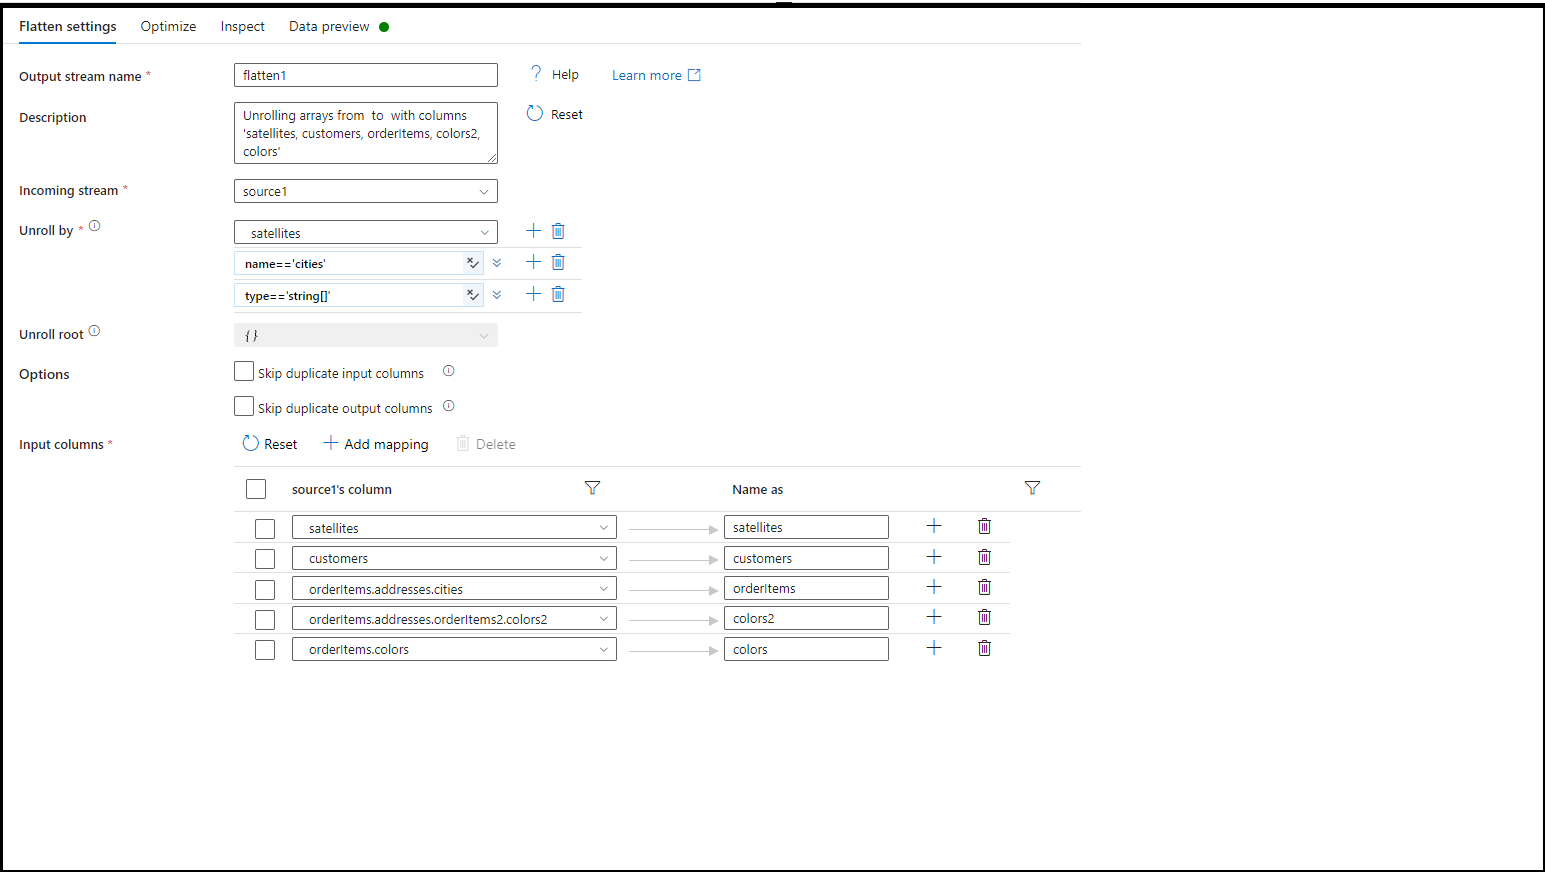 Flatten settings Optimize Inspect Data preview
Output stream name * flatten1 ? Help Learn more
Description Unrolling arrays from  to  with columns Reset
'satellites, customers, orderItems, colors2,
colors'
Incoming stream * source1
Unroll by * satellites
name=='cities'
type=='string[]'
Unroll root {}
Options Skip duplicate input columns
Skip duplicate output columns
Input columns * Reset Add mapping Delete
source1's column Name as
satellites satellites
customers customers
orderItems.addresses.cities orderItems
orderItems.addresses.orderItems2.colors2 colors2
orderItems.colors colors